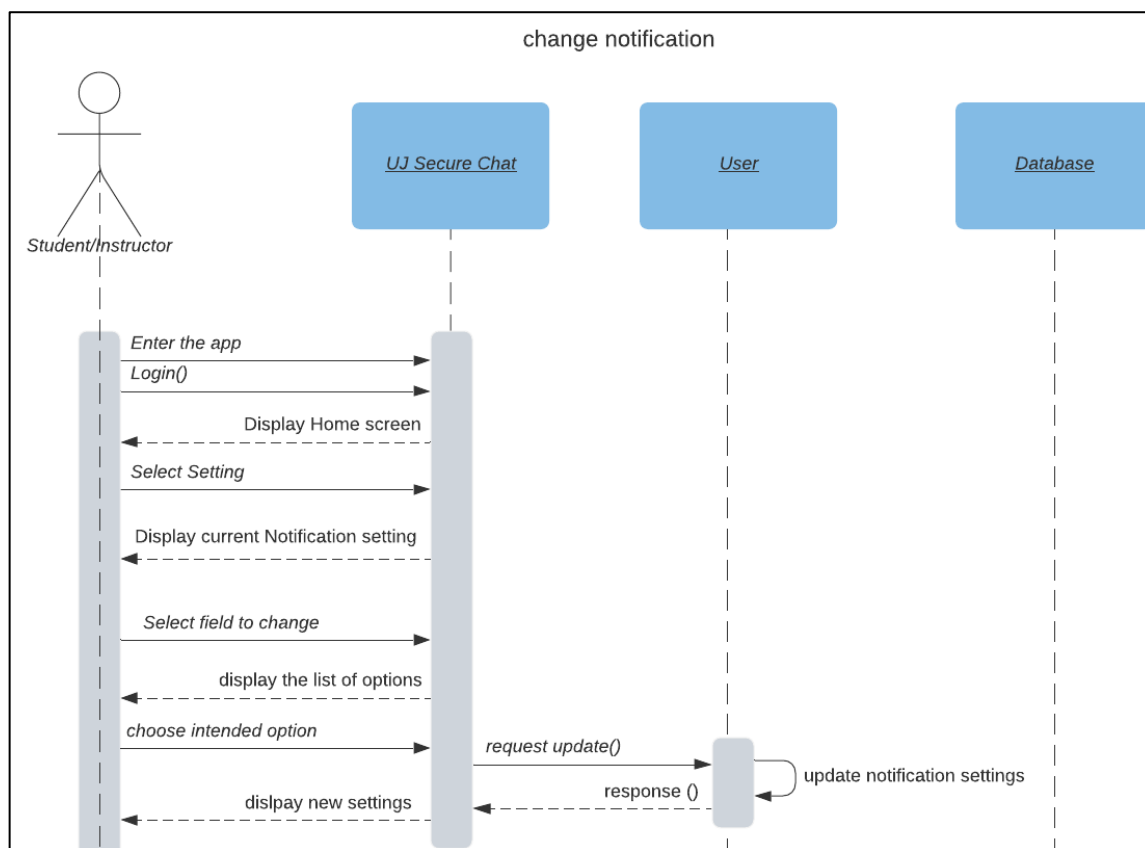 change notification
UJ Secure Chat
User
Database
Student/Instructor
Enter the app
Login()
Display Home screen
Select Setting
Display current Notification setting
Select field to change
display the list of options
choose intended option
request update()
update notification settings
response ()
dislpay new settings